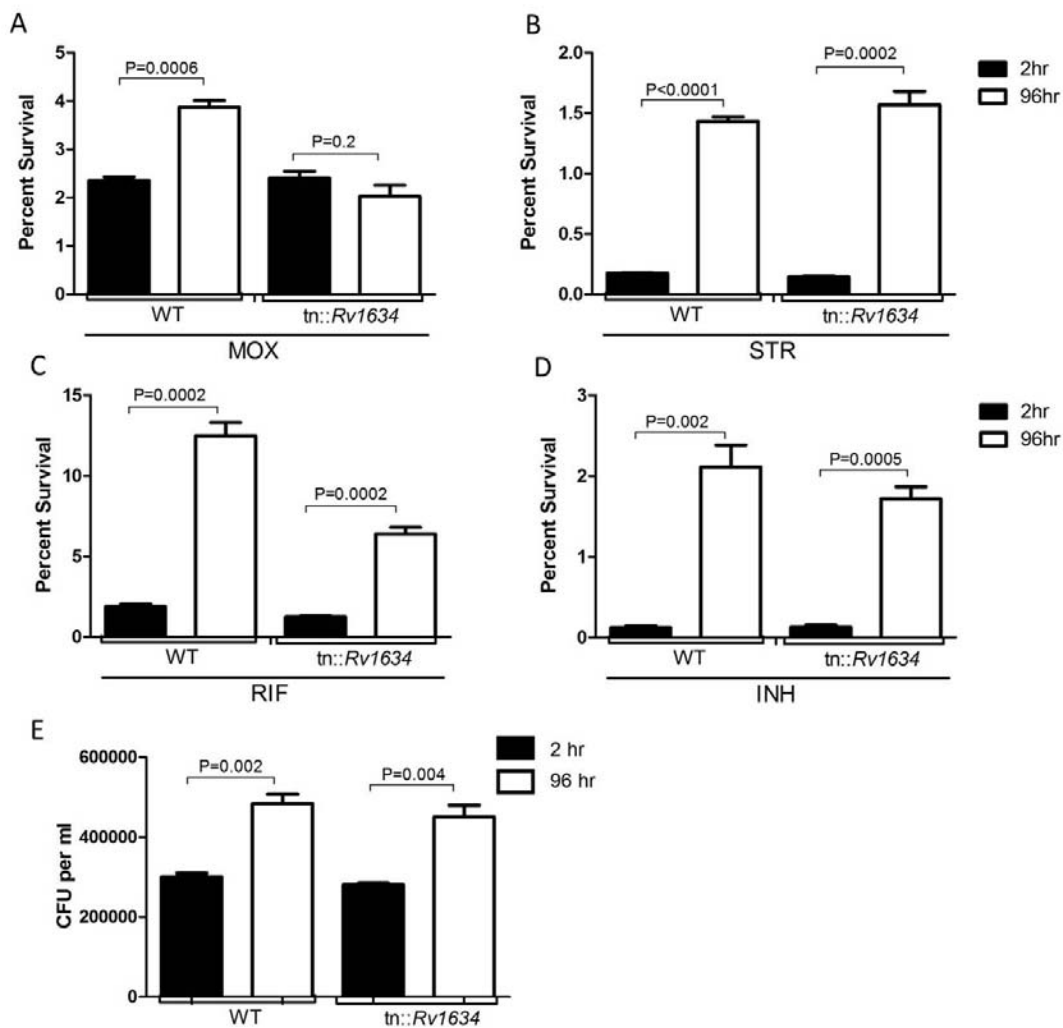 A
Percent Survival
5
4
3
2
1
0
P=0.0006
P=0.2
WT
tn::Rv1634
MOX
B
Percent Survival
2.0
1.5
1.0
0.5
0.0
P<0.0001
P=0.0002
WT
tn::Rv1634
STR
2hr
96hr
C
Percent Survival
15
10
5
0
P=0.0002
P=0.0002
WT
tn::Rv1634
RIF
D
Percent Survival
3
2
1
0
P=0.002
P=0.0005
WT
tn::Rv1634
INH
2hr
96hr
E
CFU per ml
600000
400000
200000
0
P=0.002
P=0.004
WT
tn::Rv1634
2 hr
96 hr